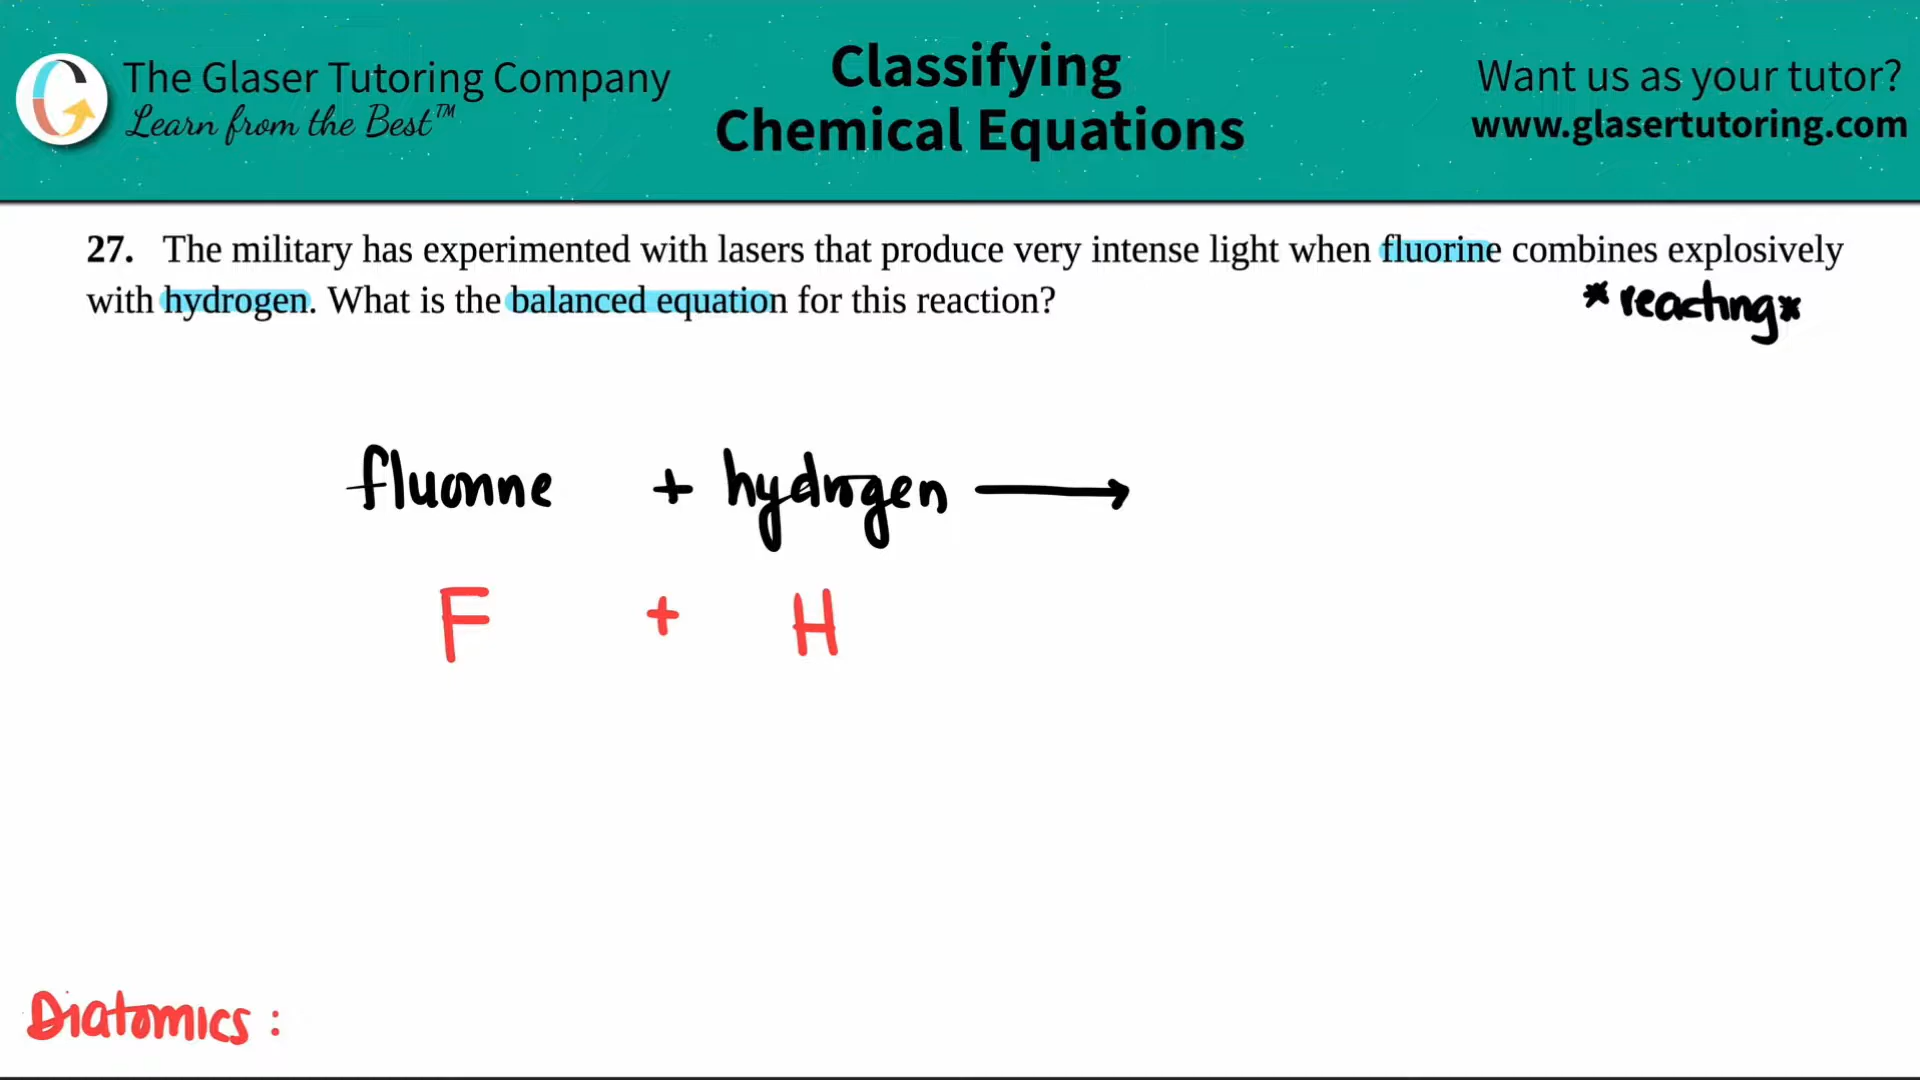 The Glaser Tutoring Company
Learn from the Best™
Classifying
Chemical Equations
Want us as your tutor?
www.glasertutoring.com
27. The military has experimented with lasers that produce very intense light when fluorine combines explosively
with hydrogen. What is the balanced equation for this reaction?
*reacting*
fluorine + hydrogen →
F + H
Diatomics: